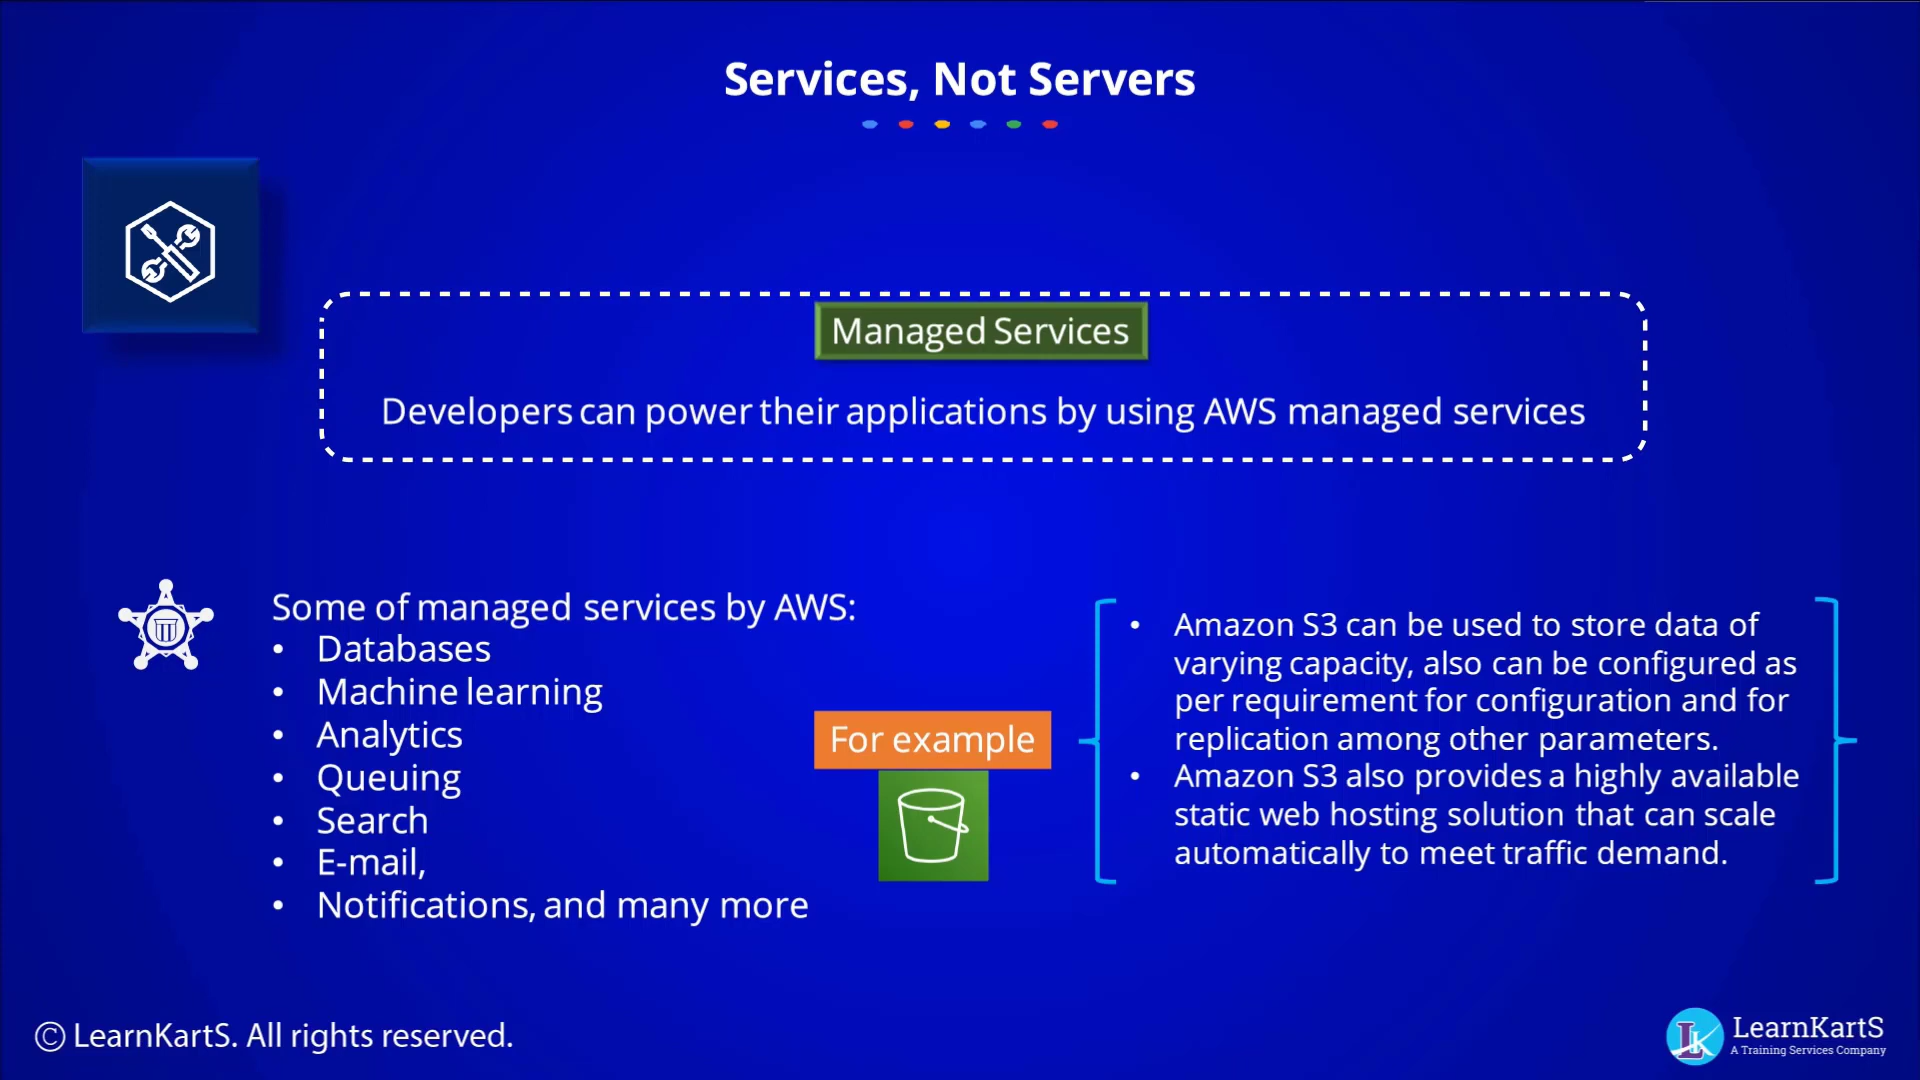 Services, Not Servers
Managed Services
Developers can power their applications by using AWS managed services
Some of managed services by AWS:
• Databases
• Machine learning
• Analytics
• Queuing
• Search
• E-mail,
• Notifications, and many more
For example
• Amazon S3 can be used to store data of
varying capacity, also can be configured as
per requirement for configuration and for
replication among other parameters.
• Amazon S3 also provides a highly available
static web hosting solution that can scale
automatically to meet traffic demand.
© LearnKartS. All rights reserved.
LearnKartS
A Training Services Company